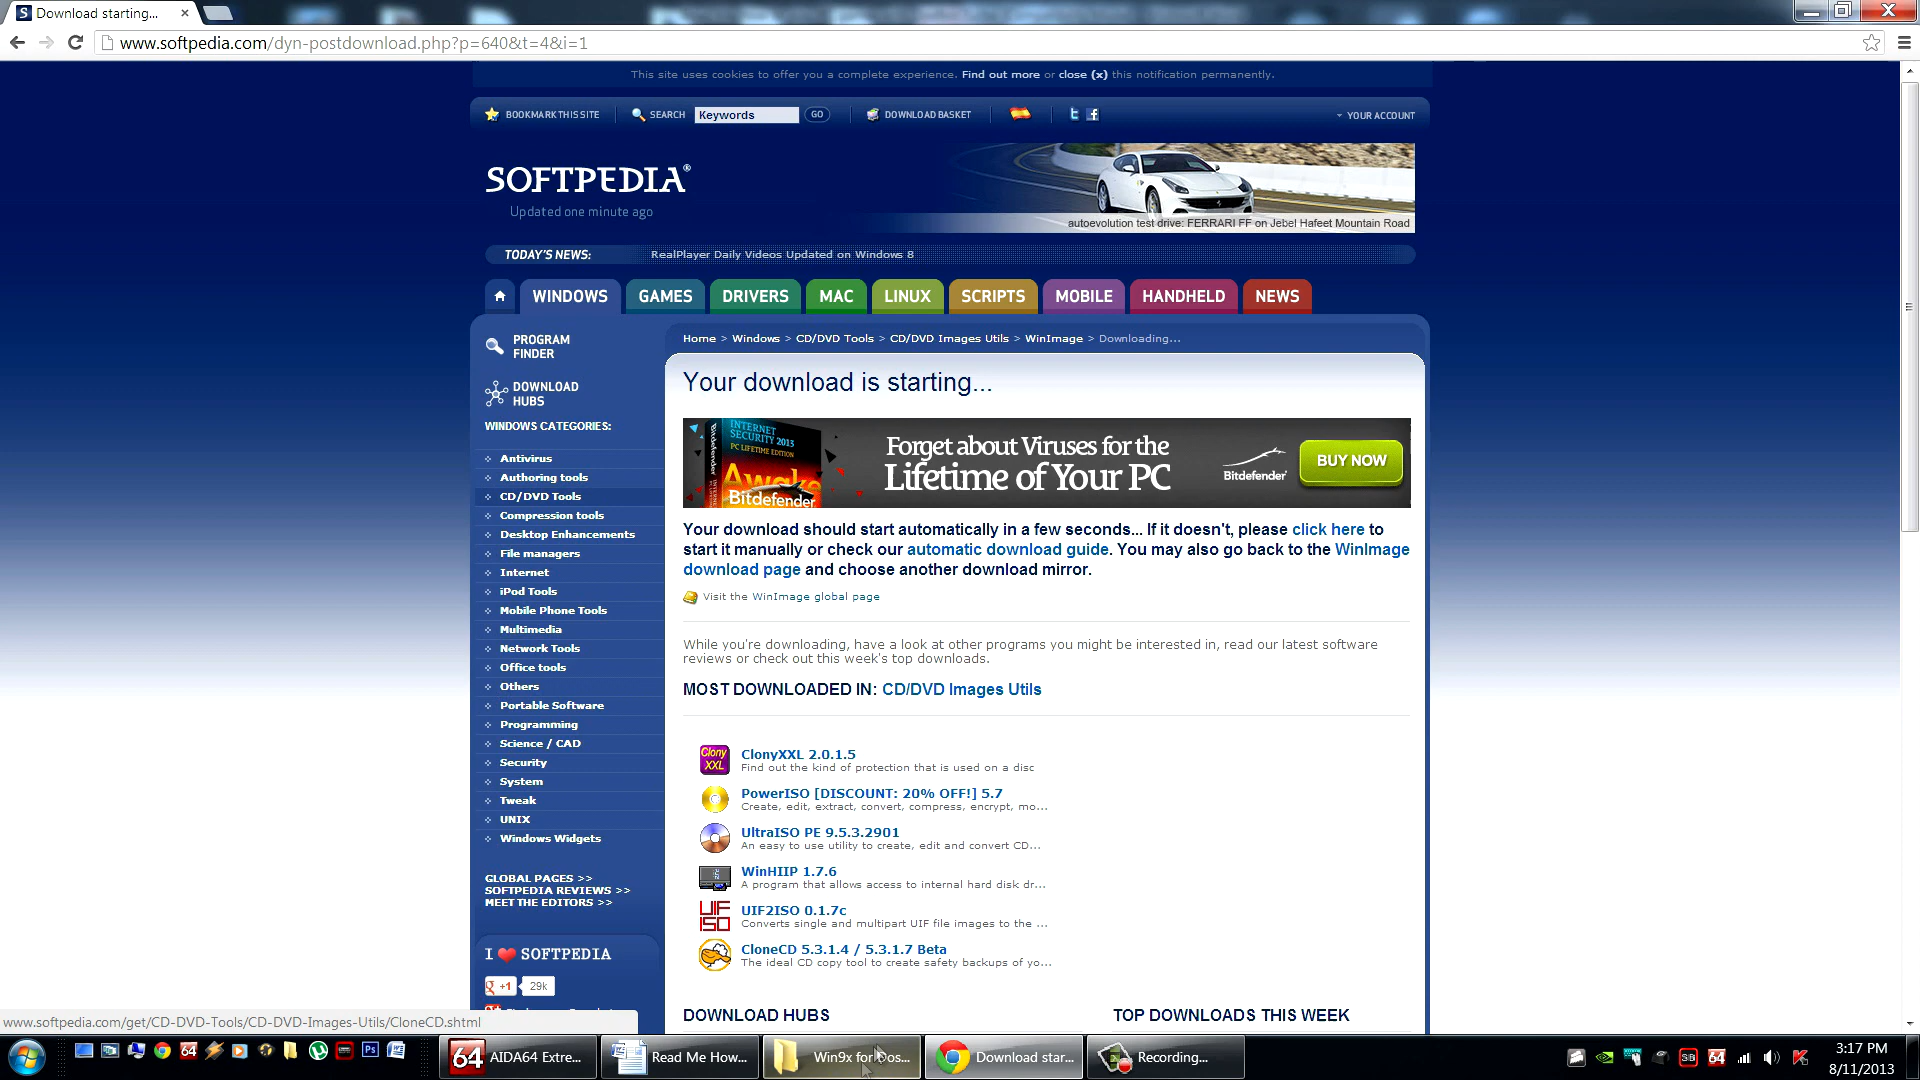 Download starting...
www.softpedia.com/dyn-postdownload.php?p=640&t=4&i=1
This site uses cookies to offer you a complete experience. Find out more or close (x) this notification permanently.
BOOKMARK THIS SITE
SEARCH
Keywords
GO
DOWNLOAD BASKET
YOUR ACCOUNT
SOFTPEDIA®
Updated one minute ago
autoevolution test drive: FERRARI FF on Jebel Hafeet Mountain Road
TODAY'S NEWS:
RealPlayer Daily Videos Updated on Windows 8
WINDOWS
GAMES
DRIVERS
MAC
LINUX
SCRIPTS
MOBILE
HANDHELD
NEWS
PROGRAM
FINDER
DOWNLOAD
HUBS
WINDOWS CATEGORIES:
Antivirus
Authoring tools
CD/DVD Tools
Compression tools
Desktop Enhancements
File managers
Internet
iPod Tools
Mobile Phone Tools
Multimedia
Network Tools
Office tools
Others
Portable Software
Programming
Science / CAD
Security
System
Tweak
UNIX
Windows Widgets
GLOBAL PAGES >>
SOFTPEDIA REVIEWS >>
MEET THE EDITORS >>
I SOFTPEDIA
g +1
29k
Home > Windows > CD/DVD Tools > CD/DVD Images Utils > WinImage > Downloading...
Your download is starting...
INTERNET
SECURITY 2013
PC LIFETIME EDITION
Bitdefender
Awake
Bitdefender
Forget about Viruses for the
Lifetime of Your PC
Bitdefender
BUY NOW
Your download should start automatically in a few seconds... If it doesn't, please click here to
start it manually or check our automatic download guide. You may also go back to the WinImage
download page and choose another download mirror.
Visit the WinImage global page
While you're downloading, have a look at other programs you might be interested in, read our latest software
reviews or check out this week's top downloads.
MOST DOWNLOADED IN: CD/DVD Images Utils
Clony
XXL
ClonyXXL 2.0.1.5
Find out the kind of protection that is used on a disc
PowerISO [DISCOUNT: 20% OFF!] 5.7
Create, edit, extract, convert, compress, encrypt, mo...
UltraISO PE 9.5.3.2901
An easy to use utility to create, edit and convert CD...
WinHIIP 1.7.6
A program that allows access to internal hard disk dr...
UIF
ISO
UIF2ISO 0.1.7c
Converts single and multipart UIF file images to the ...
CloneCD 5.3.1.4 / 5.3.1.7 Beta
The ideal CD copy tool to create safety backups of yo...
DOWNLOAD HUBS
TOP DOWNLOADS THIS WEEK
www.softpedia.com/get/CD-DVD-Tools/CD-DVD-Images-Utils/CloneCD.shtml
64
AIDA64 Extre...
Read Me How...
Win9x for Dos...
Download star...
Recording...
3:17 PM
8/11/2013